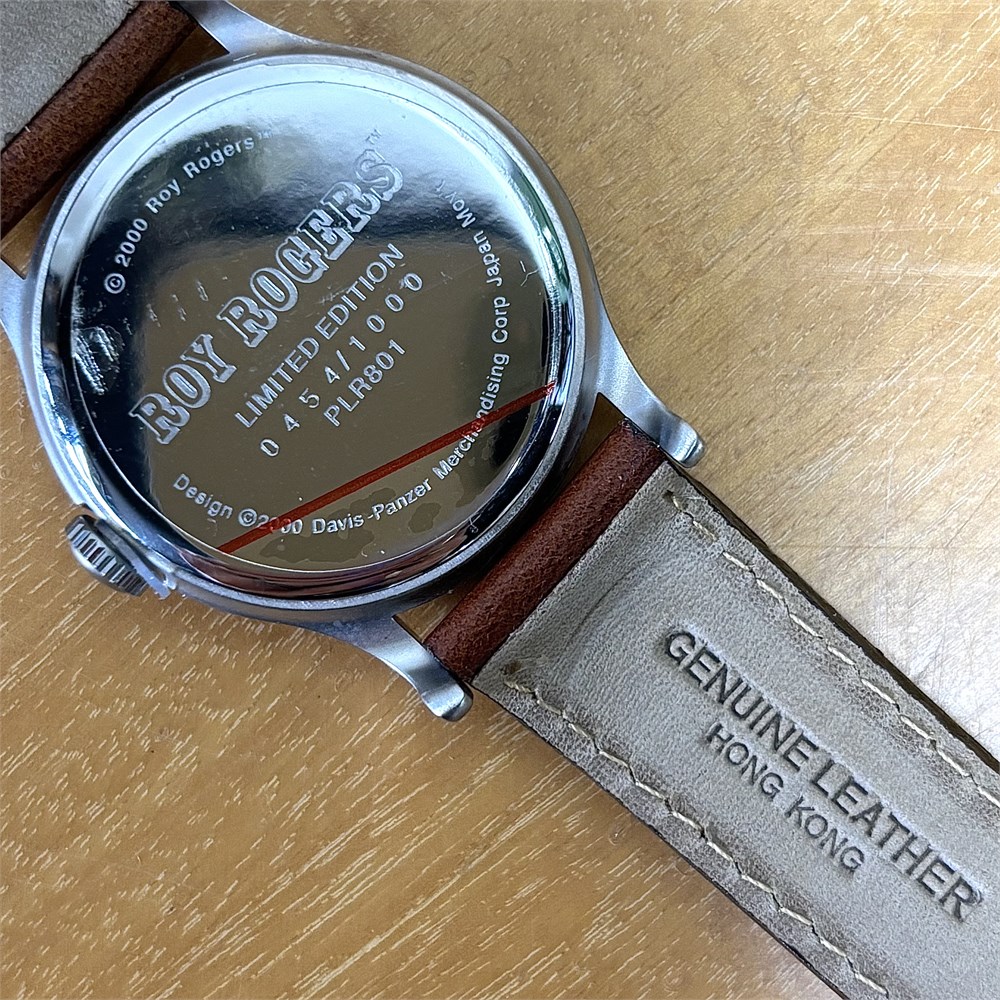 © 2000 Roy Rogers™
ROY ROGERS™
LIMITED EDITION
0454/1000
PLR801
Design ©2000 Davis-Panzer Merchandising Corp Japan Mov't
GENUINE LEATHER
HONG KONG